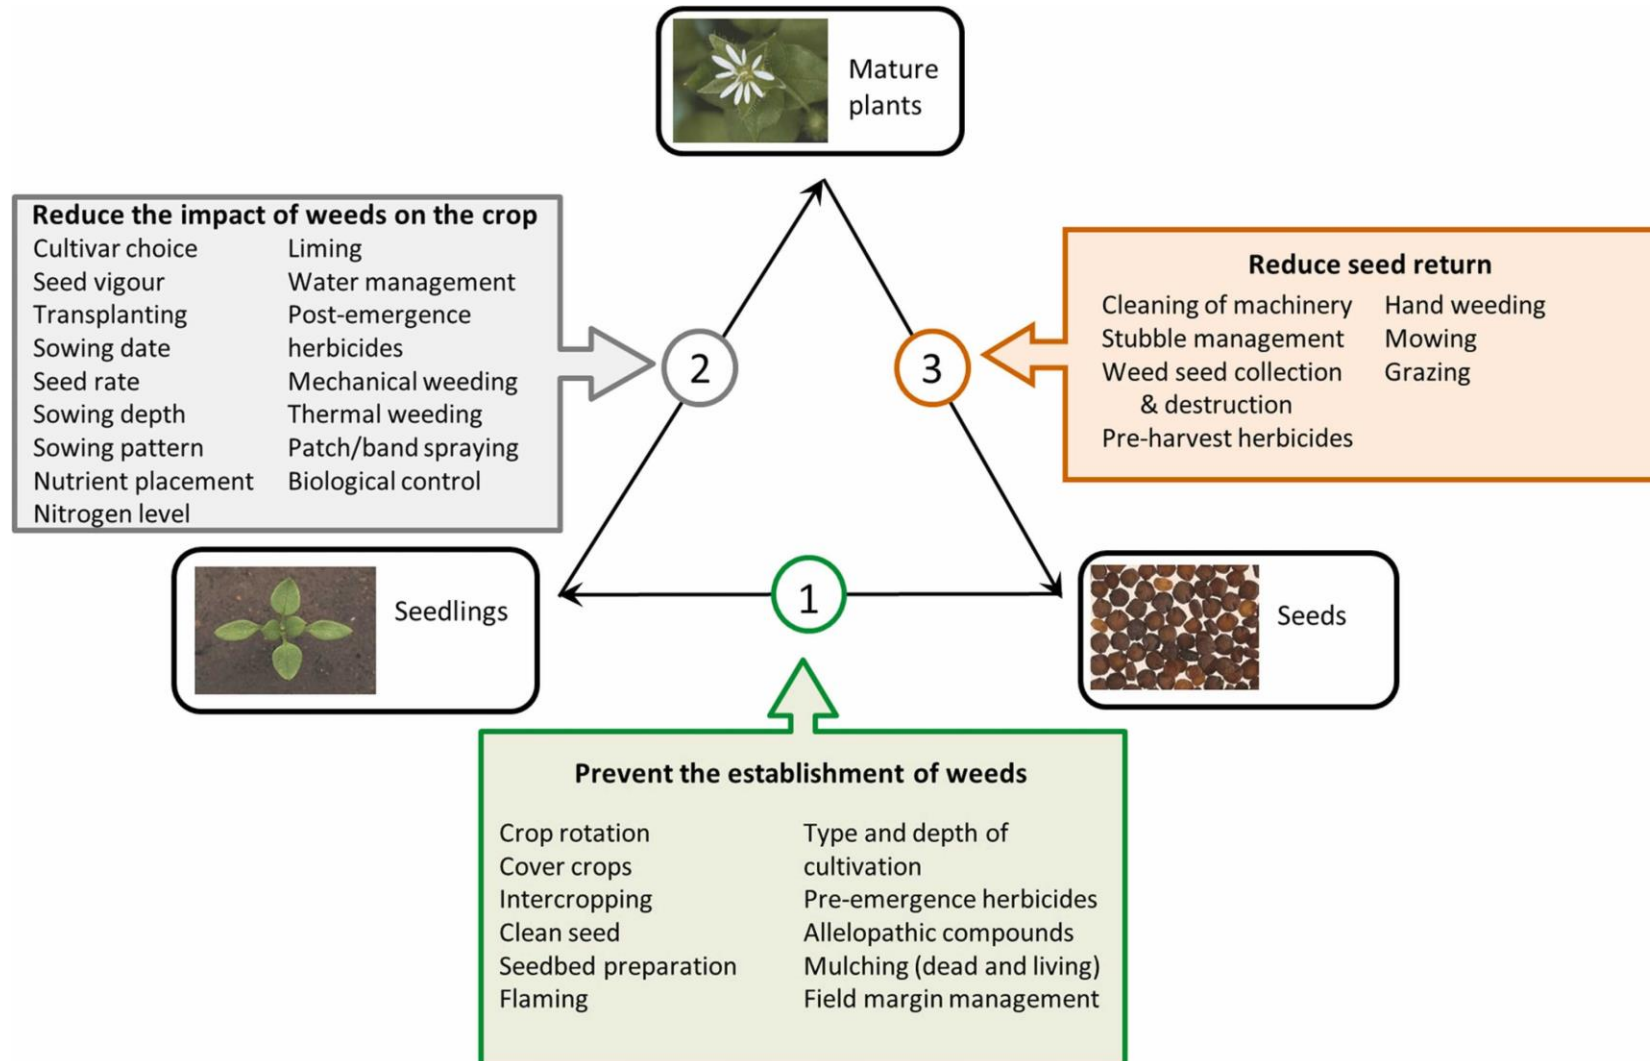 Mature
plants
Reduce the impact of weeds on the crop
Cultivar choice
Seed vigour
Transplanting
Sowing date
Seed rate
Sowing depth
Sowing pattern
Nutrient placement
Nitrogen level
Liming
Water management
Post-emergence
herbicides
Mechanical weeding
Thermal weeding
Patch/band spraying
Biological control
2
3
Reduce seed return
Cleaning of machinery
Stubble management
Weed seed collection
& destruction
Pre-harvest herbicides
Hand weeding
Mowing
Grazing
Seedlings
1
Seeds
Prevent the establishment of weeds
Crop rotation
Cover crops
Intercropping
Clean seed
Seedbed preparation
Flaming
Type and depth of
cultivation
Pre-emergence herbicides
Allelopathic compounds
Mulching (dead and living)
Field margin management